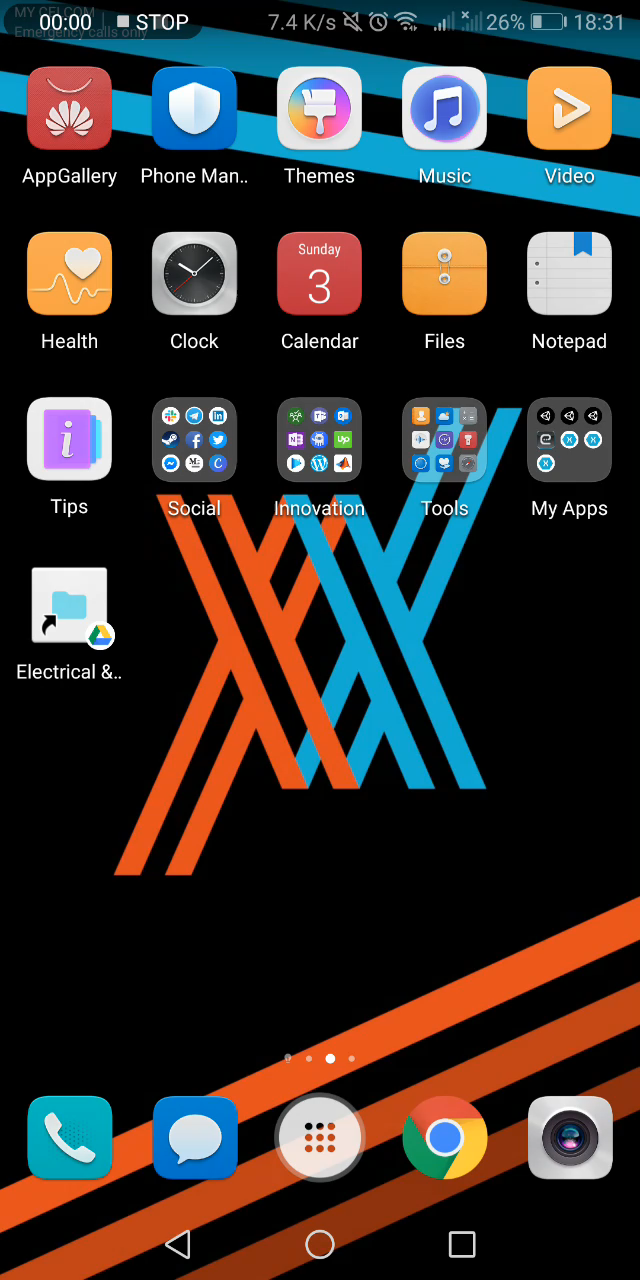 MY CELCOM
Emergency calls only
00:00 STOP 7.4 K/s 26% 18:31
AppGallery Phone Man.. Themes Music Video
Sunday
3
Health Clock Calendar Files Notepad
Tips Social Innovation Tools My Apps
Electrical &..